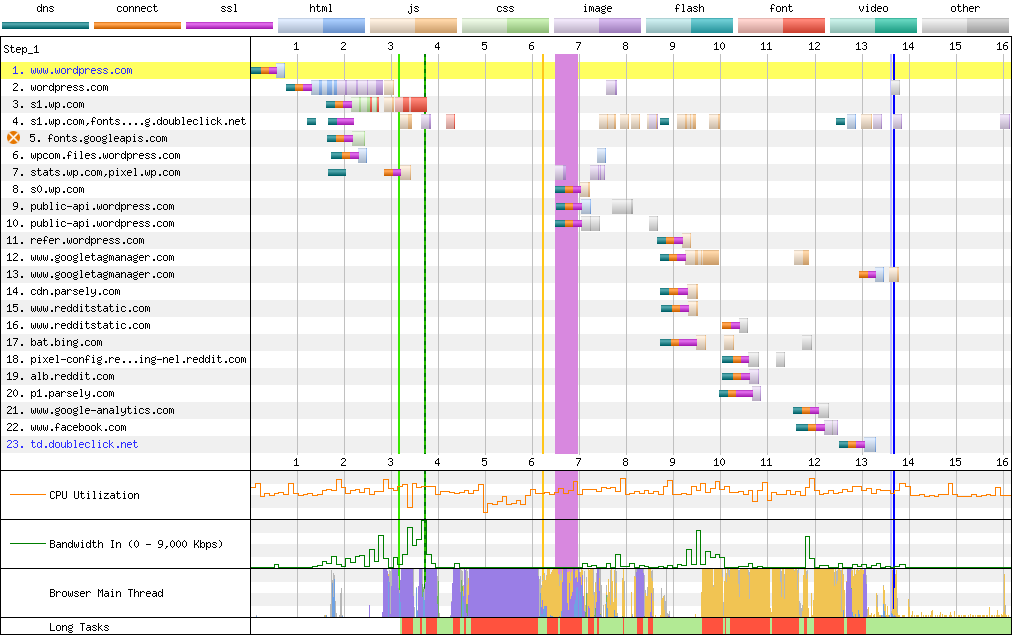 dns connect ssl html js css image flash font video other
Step_1
1 2 3 4 5 6 7 8 9 10 11 12 13 14 15 16
1. www.wordpress.com
2. wordpress.com
3. s1.wp.com
4. s1.wp.com,fonts....g.doubleclick.net
5. fonts.googleapis.com
6. wpcom.files.wordpress.com
7. stats.wp.com,pixel.wp.com
8. s0.wp.com
9. public-api.wordpress.com
10. public-api.wordpress.com
11. refer.wordpress.com
12. www.googletagmanager.com
13. www.googletagmanager.com
14. cdn.parsely.com
15. www.redditstatic.com
16. www.redditstatic.com
17. bat.bing.com
18. pixel-config.re...ing-nel.reddit.com
19. alb.reddit.com
20. p1.parsely.com
21. www.google-analytics.com
22. www.facebook.com
23. td.doubleclick.net
1 2 3 4 5 6 7 8 9 10 11 12 13 14 15 16
CPU Utilization
Bandwidth In (0 - 9,000 Kbps)
Browser Main Thread
Long Tasks